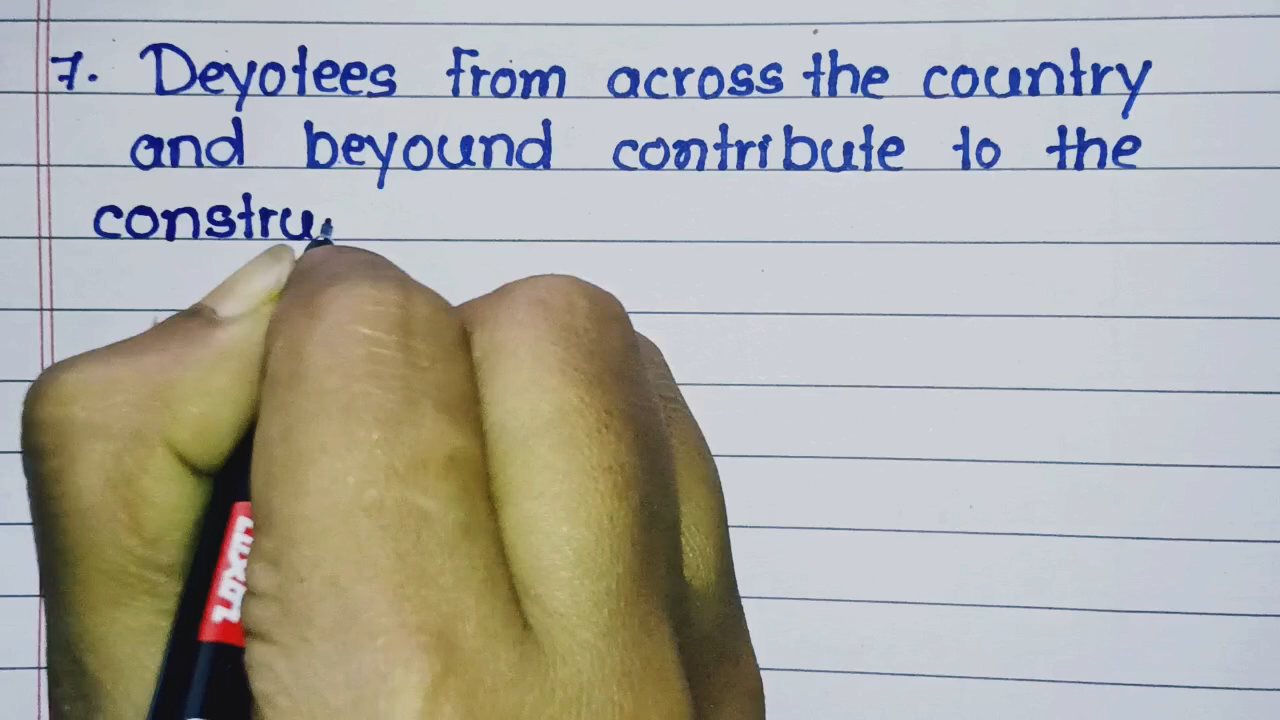 7. Deyotees from across the country
and beyound contribute to the
constru